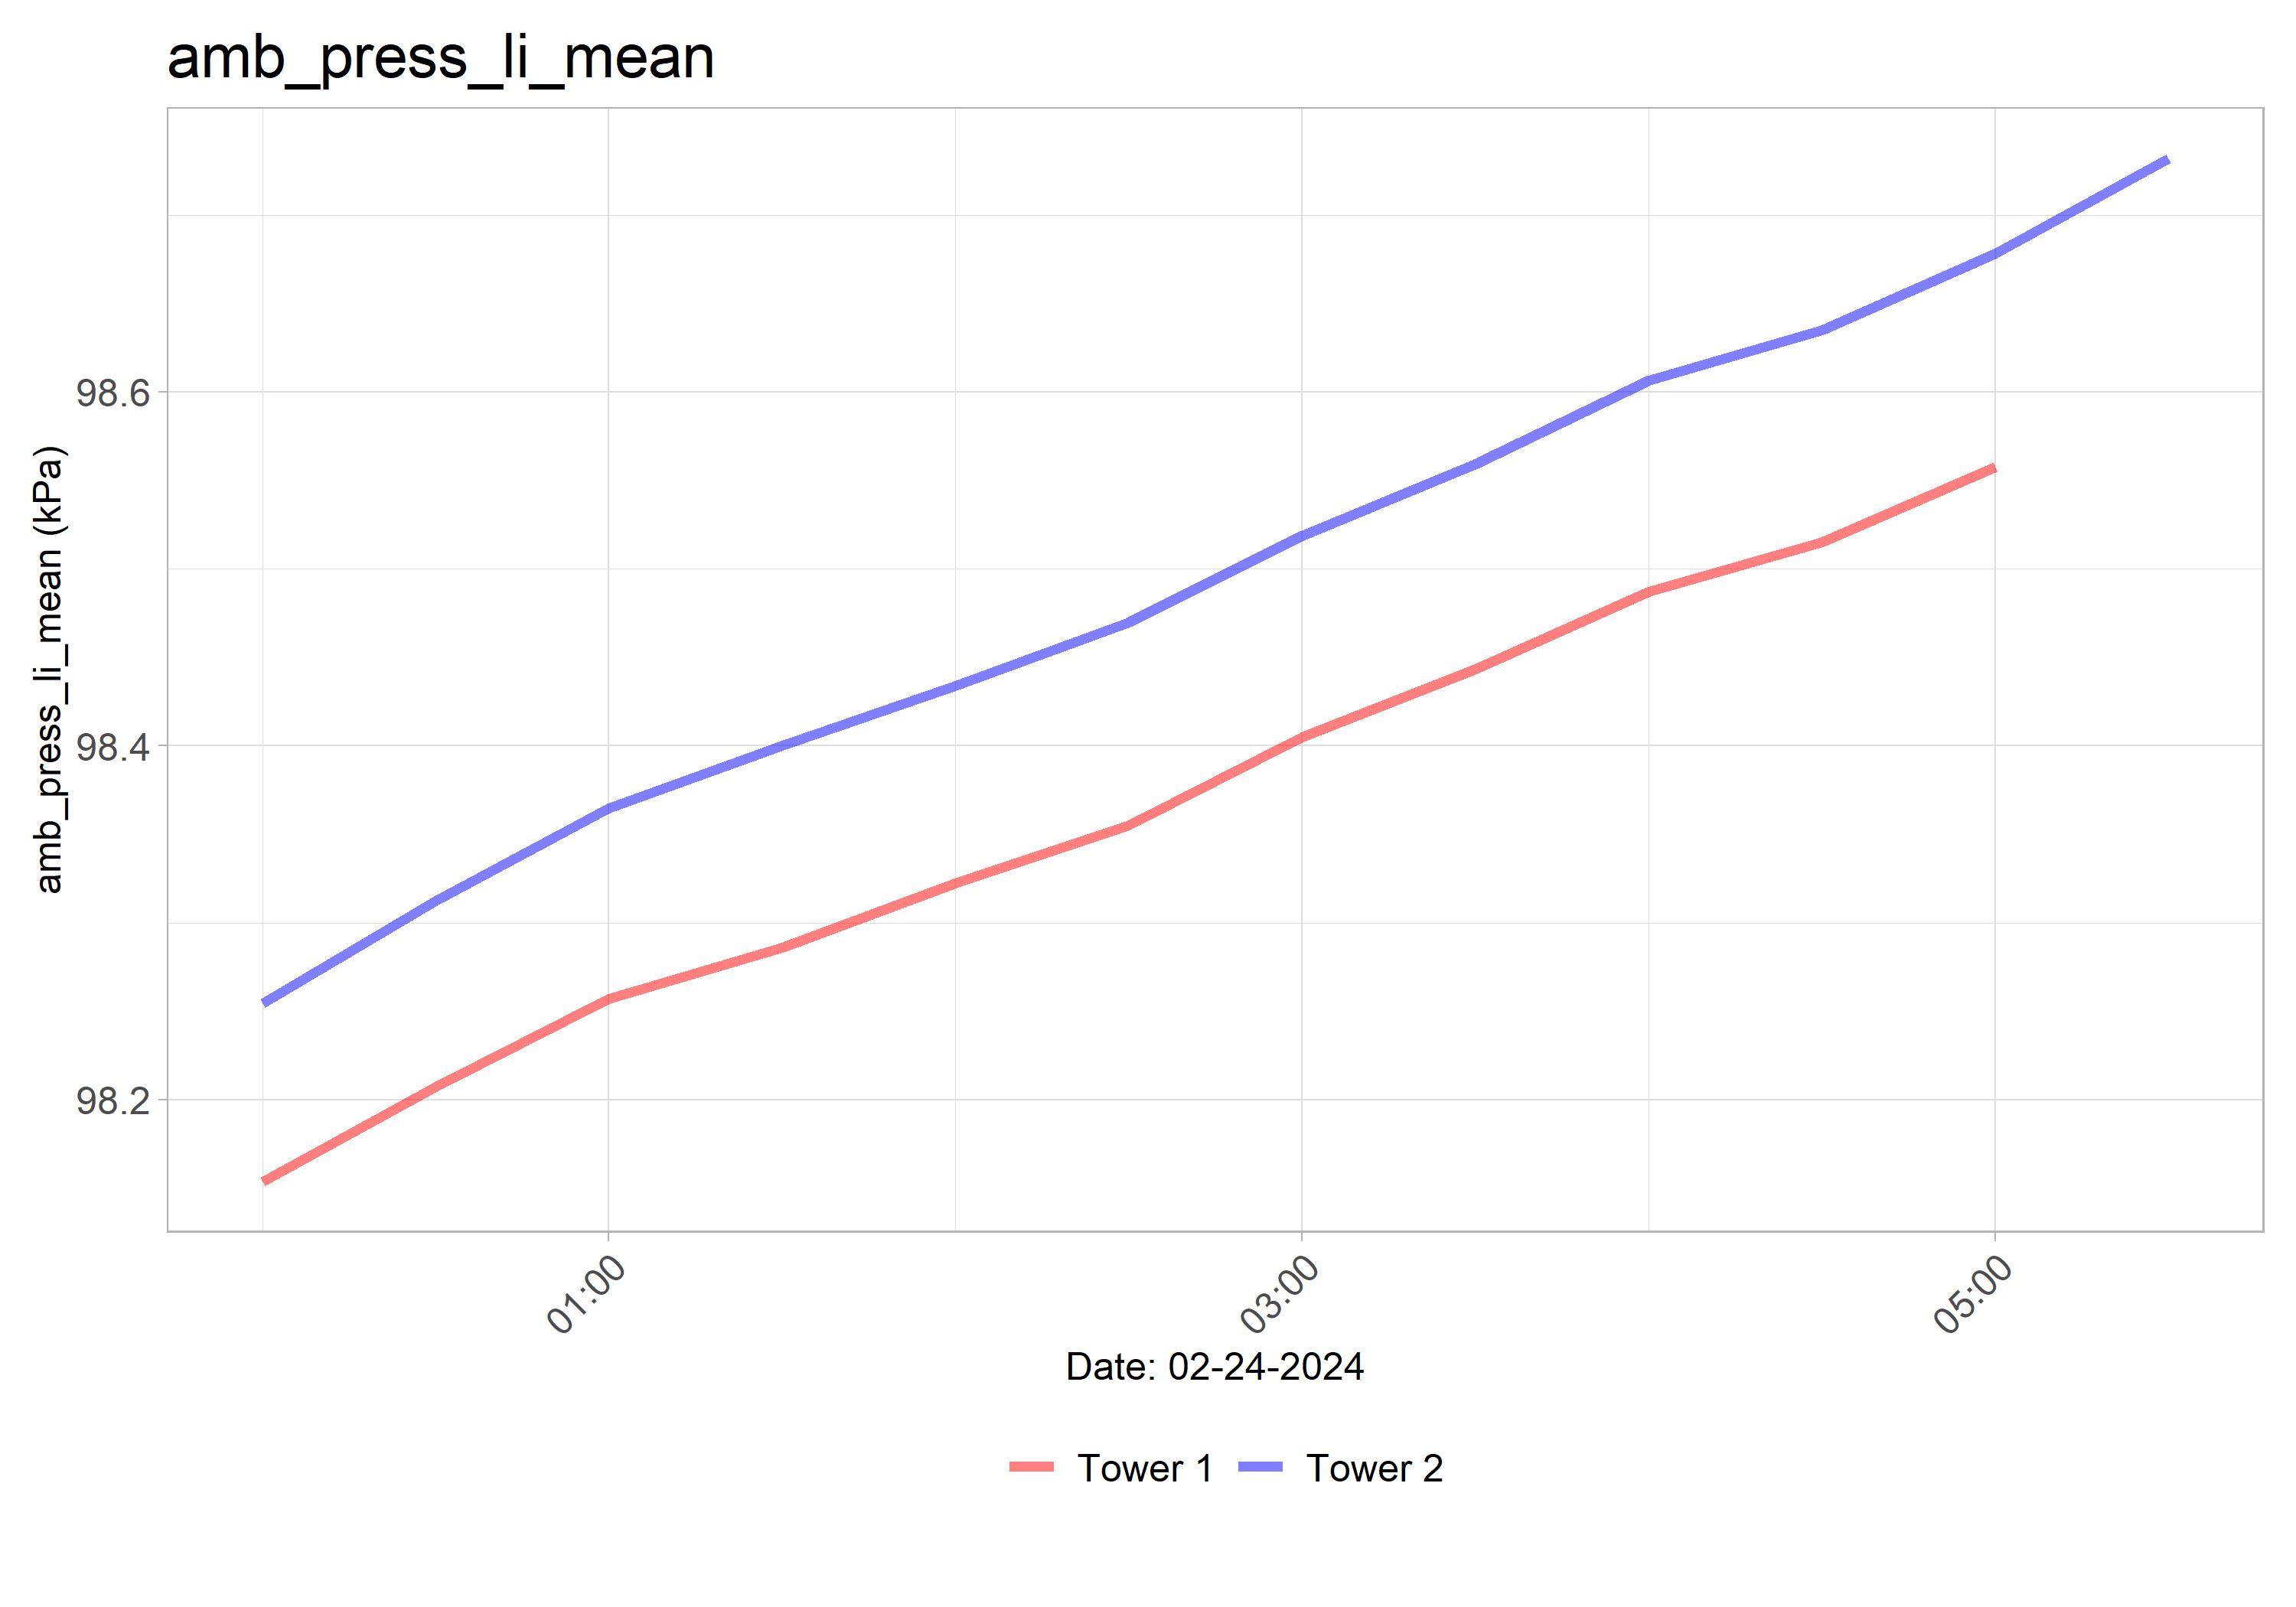 amb_press_li_mean
amb_press_li_mean (kPa)
98.6
98.4
98.2
01:00
03:00
05:00
Date: 02-24-2024
Tower 1
Tower 2